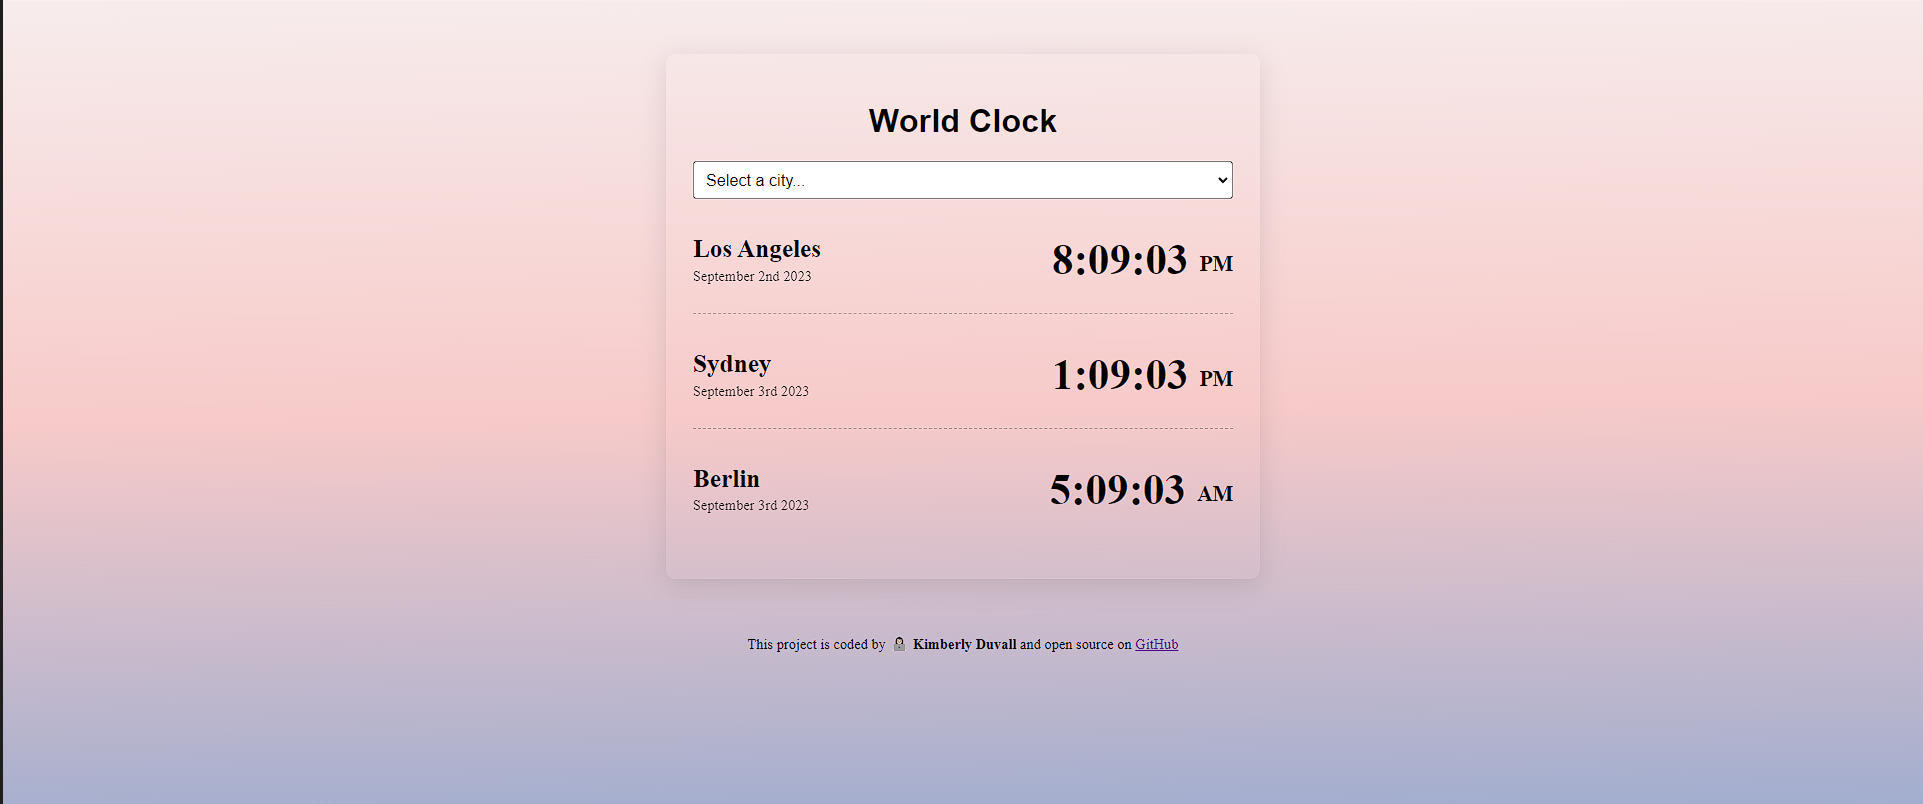 World Clock
Select a city...
Los Angeles
September 2nd 2023
8:09:03 PM
Sydney
September 3rd 2023
1:09:03 PM
Berlin
September 3rd 2023
5:09:03 AM
This project is coded by 👩🏻‍💻 Kimberly Duvall and open source on GitHub